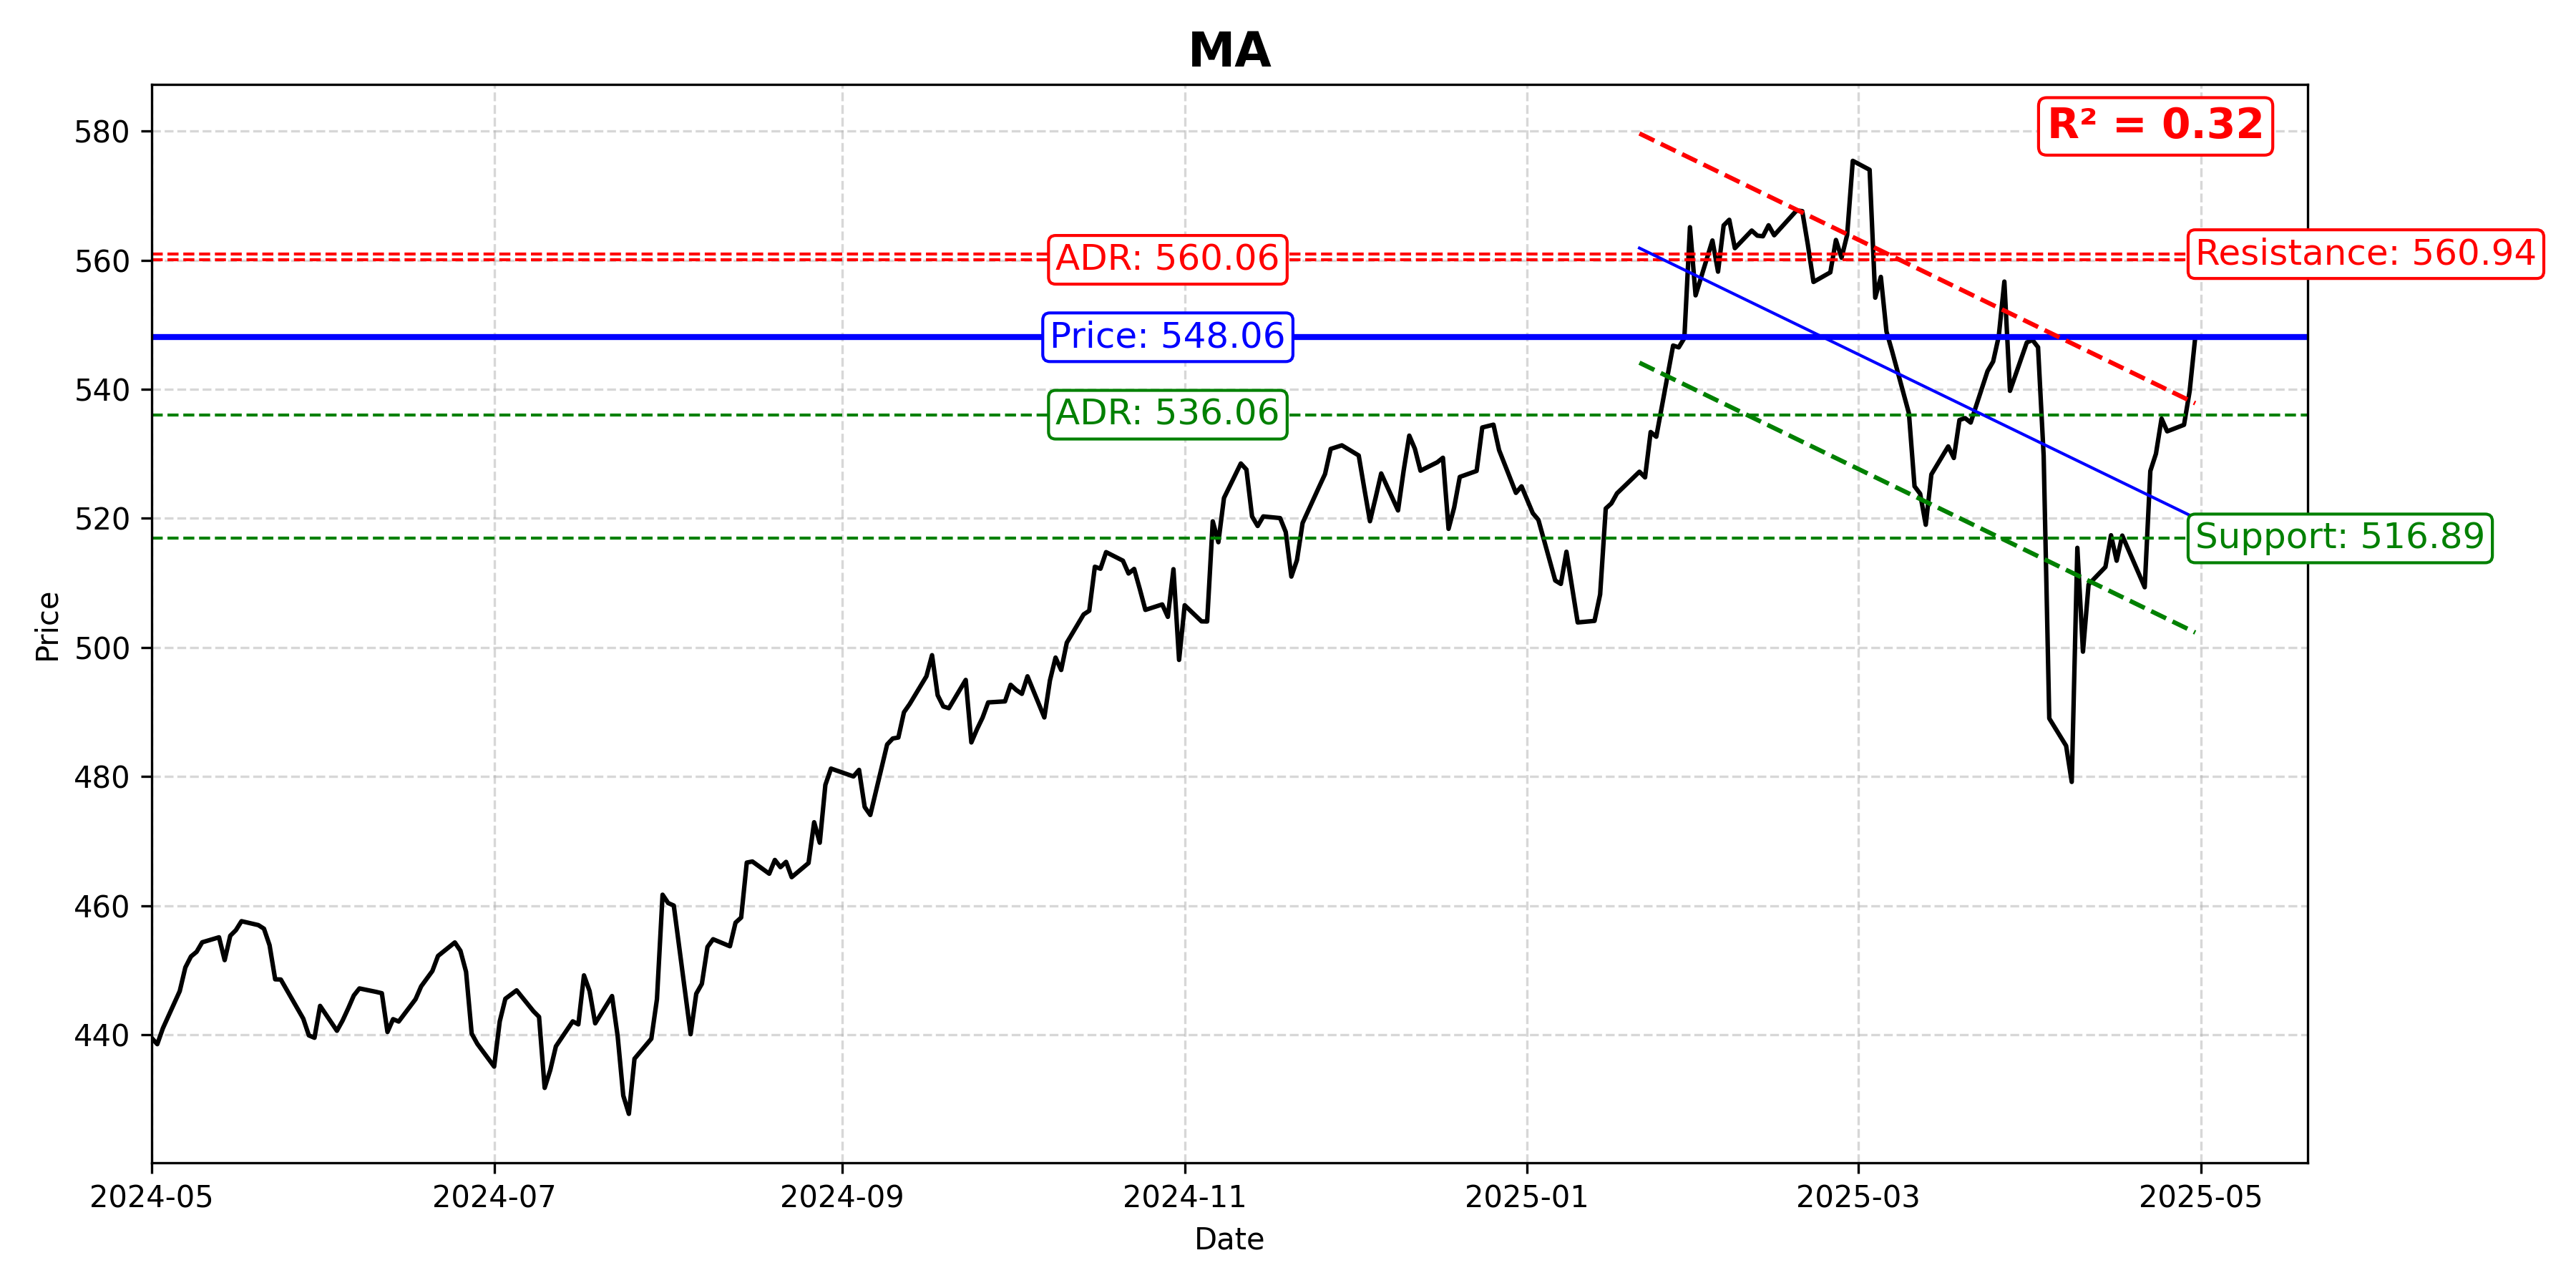 MA
R² = 0.32
580
560
540
520
500
480
460
440
Price
ADR: 560.06
Resistance: 560.94
Price: 548.06
ADR: 536.06
Support: 516.89
2024-05
2024-07
2024-09
2024-11
2025-01
2025-03
2025-05
Date